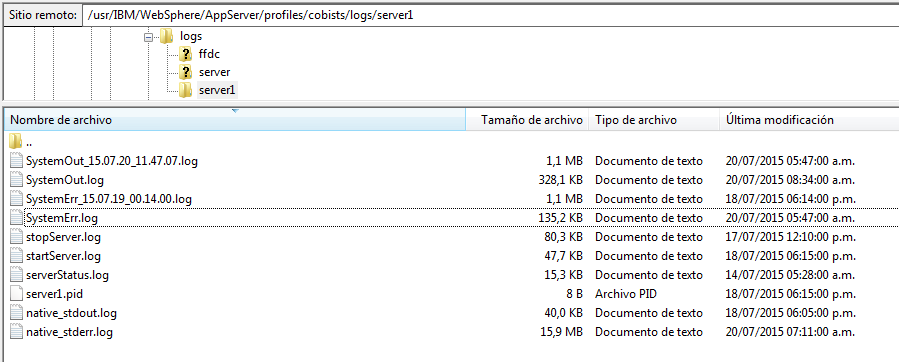 Sitio remoto: /usr/IBM/WebSphere/AppServer/profiles/cobists/logs/server1
logs
? ffdc
? server
server1
Nombre de archivo Tamaño de archivo Tipo de archivo Última modificación
..
SystemOut_15.07.20_11.47.07.log 1,1 MB Documento de texto 20/07/2015 05:47:00 a.m.
SystemOut.log 328,1 KB Documento de texto 20/07/2015 08:34:00 a.m.
SystemErr_15.07.19_00.14.00.log 1,1 MB Documento de texto 18/07/2015 06:14:00 p.m.
SystemErr.log 135,2 KB Documento de texto 20/07/2015 05:47:00 a.m.
stopServer.log 80,3 KB Documento de texto 17/07/2015 12:10:00 p.m.
startServer.log 47,7 KB Documento de texto 18/07/2015 06:15:00 p.m.
serverStatus.log 15,3 KB Documento de texto 14/07/2015 05:28:00 a.m.
server1.pid 8 B Archivo PID 18/07/2015 06:15:00 p.m.
native_stdout.log 40,0 KB Documento de texto 18/07/2015 06:05:00 p.m.
native_stderr.log 15,9 MB Documento de texto 20/07/2015 07:11:00 a.m.